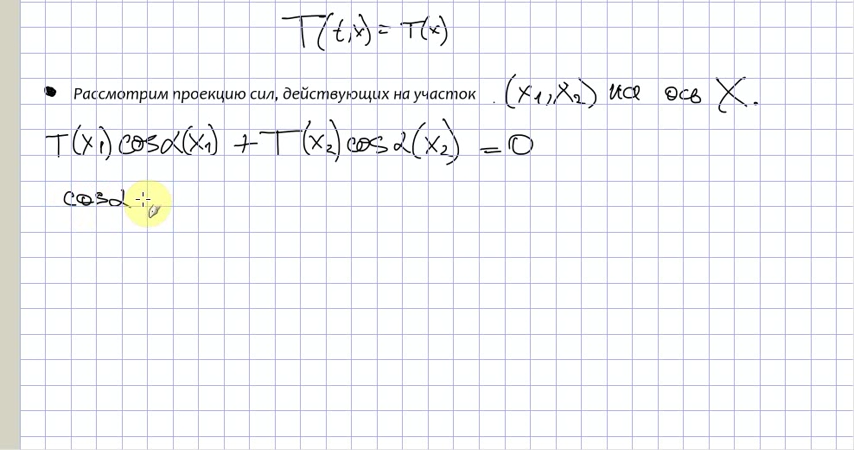 T(t,x) = T(x)
• Рассмотрим проекцию сил, действующих на участок (x₁,x₂) на ось X.
T(x₁)cosα(x₁) + T(x₂)cosα(x₂) = 0
cosα